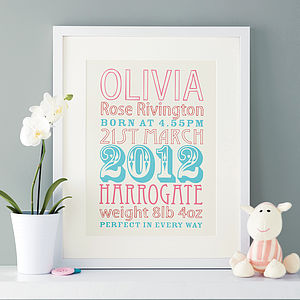 OLIVIA
Rose Rivington
BORN AT 4.55PM
21ST MARCH
2012
HARROGATE
weight 8lb 4oz
PERFECT IN EVERY WAY